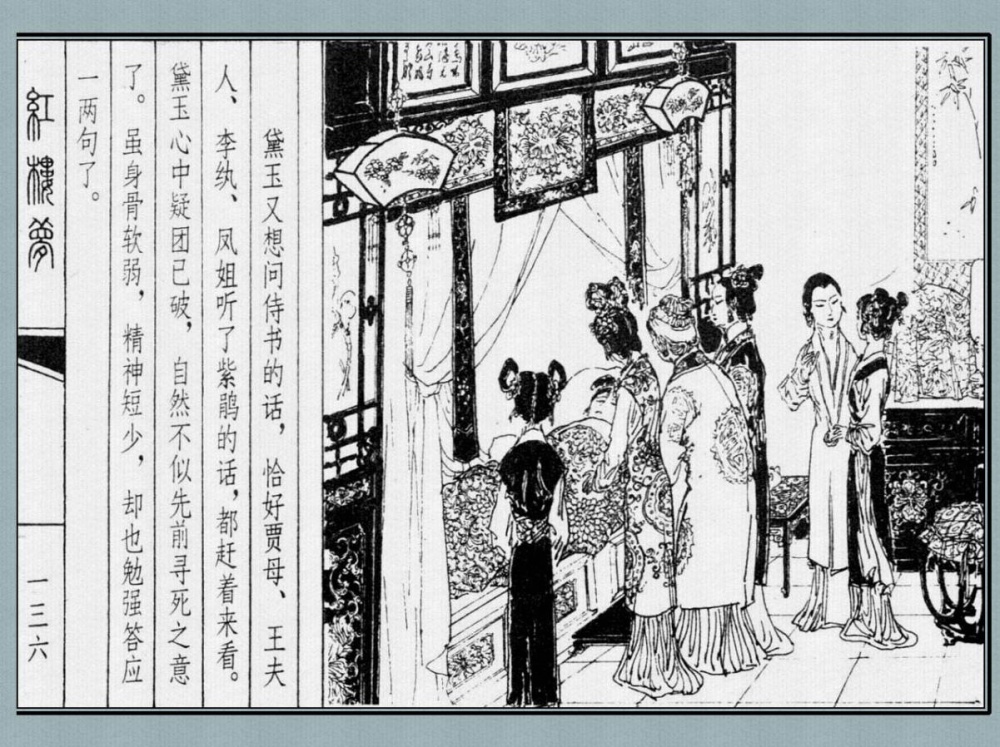 黛玉又想问侍书的话，恰好贾母、王夫
人、李纨、凤姐听了紫鹃的话，都赶着来看。
黛玉心中疑团已破，自然不似先前寻死之意
了。虽身骨软弱，精神短少，却也勉强答应
一两句了。
紅樓夢
一三六